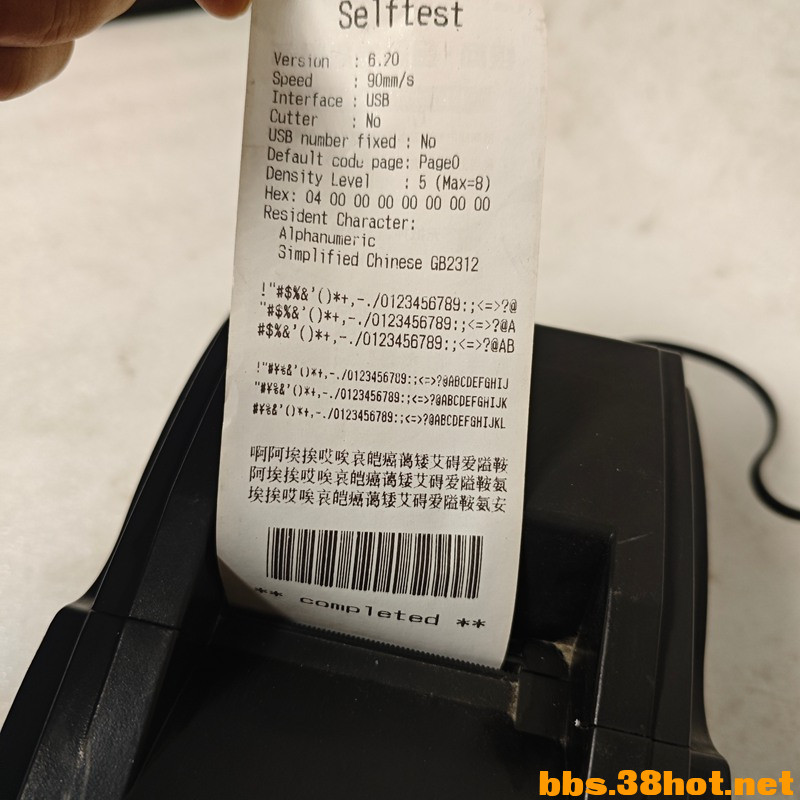 Selftest
Version : 6.20
Speed : 90mm/s
Interface : USB
Cutter : No
USB number fixed : No
Default code page: Page0
Density Level : 5 (Max=8)
Hex: 04 00 00 00 00 00 00 00
Resident Character:
Alphanumeric
Simplified Chinese GB2312
!"#$%&'()*+,-./0123456789:;<=>?@
"#$%&'()*+,-./0123456789:;<=>?@A
#$%&'()*+,-./0123456789:;<=>?@AB
!"#¥%&'()*+,-./0123456789:;<=>?@ABCDEFGHIJ
"#¥%&'()*+,-./0123456789:;<=>?@ABCDEFGHIJK
#¥%&'()*+,-./0123456789:;<=>?@ABCDEFGHIJKL
啊阿埃挨哎唉哀皑癌蔼矮艾碍爱隘鞍
阿埃挨哎唉哀皑癌蔼矮艾碍爱隘鞍氨
埃挨哎唉哀皑癌蔼矮艾碍爱隘鞍氨安
** completed **
bbs.38hot.net